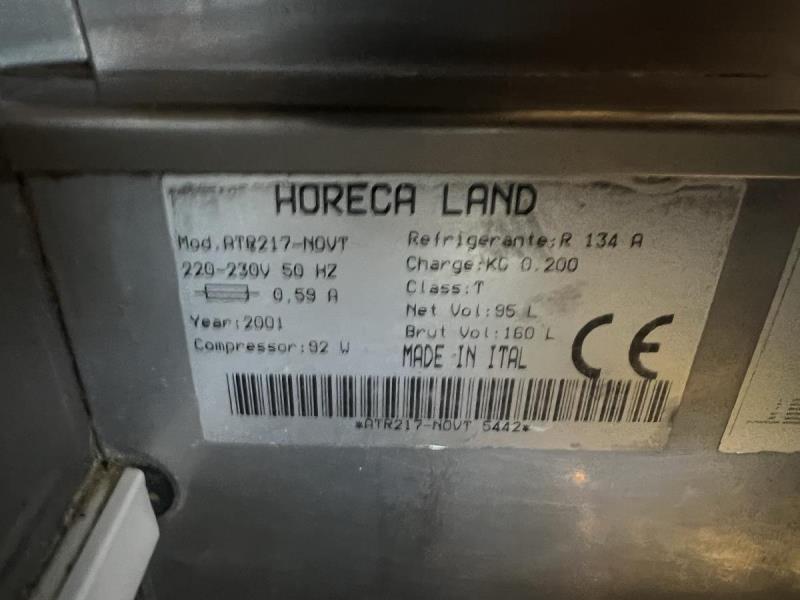 HORECA LAND
Mod.ATR217-NOVT
220-230V 50 HZ
0,59 A
Year:2001
Compressor:92 W
Refrigerante:R 134 A
Charge:KG 0.200
Class:T
Net Vol:95 L
Brut Vol:160 L
MADE IN ITAL
CE
*ATR217-NOVT 5442*